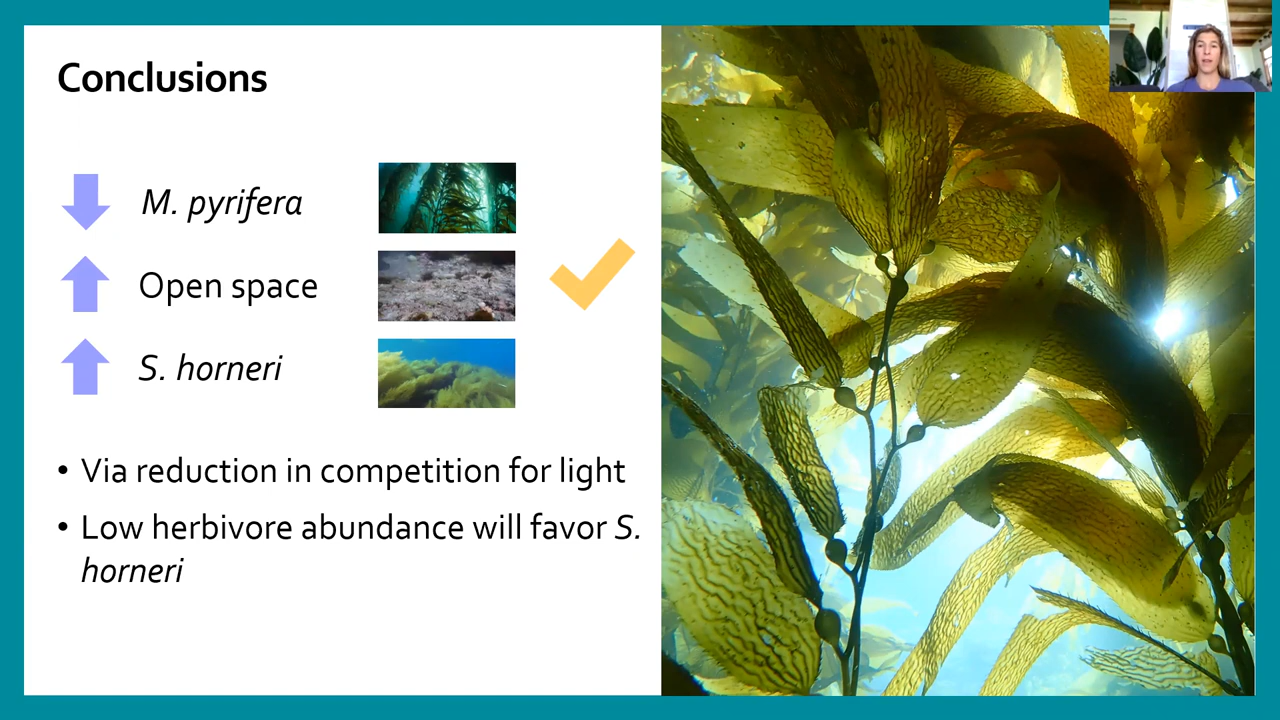 Conclusions
M. pyrifera
Open space
S. horneri
• Via reduction in competition for light
• Low herbivore abundance will favor S.
horneri